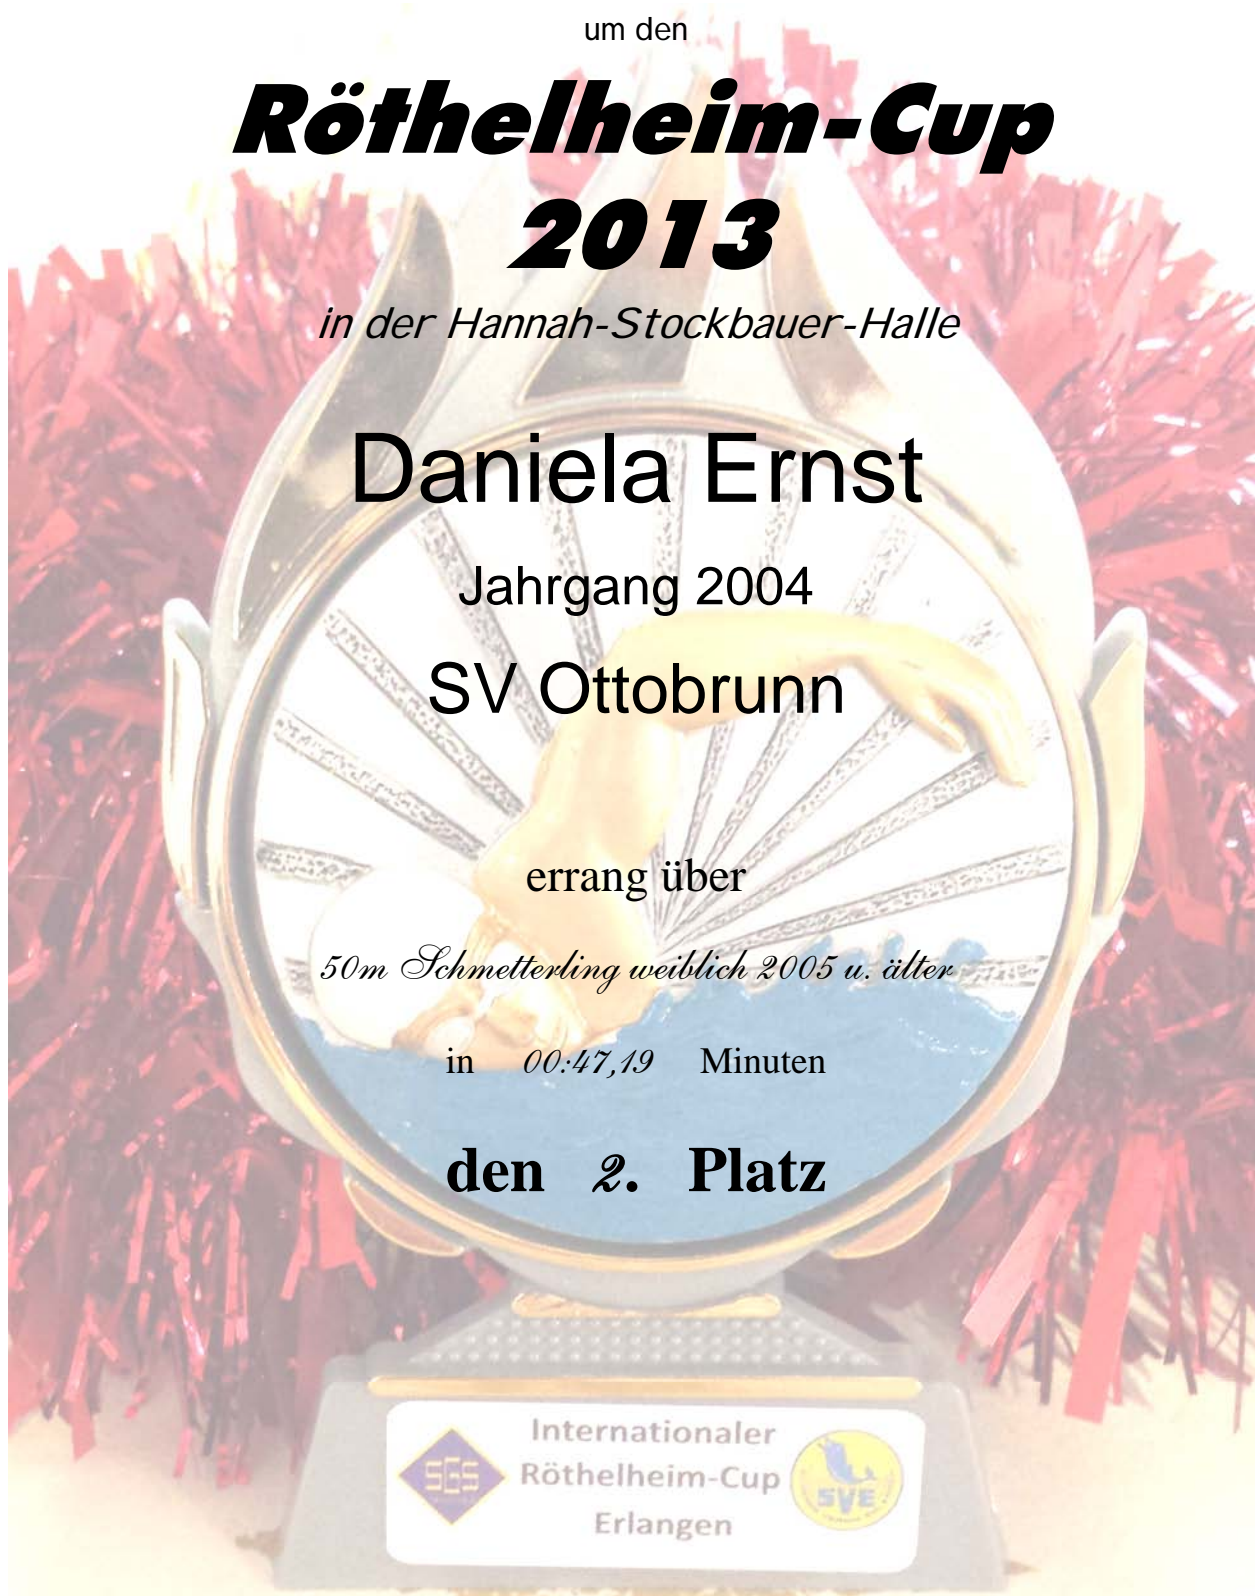 um den
Röthelheim-Cup
2013
in der Hannah-Stockbauer-Halle
Daniela Ernst
Jahrgang 2004
SV Ottobrunn
errang über
50m Schmetterling weiblich 2005 u. älter
in 00:47,19 Minuten
den 2. Platz
Internationaler
SGS Röthelheim-Cup SVE
Erlangen